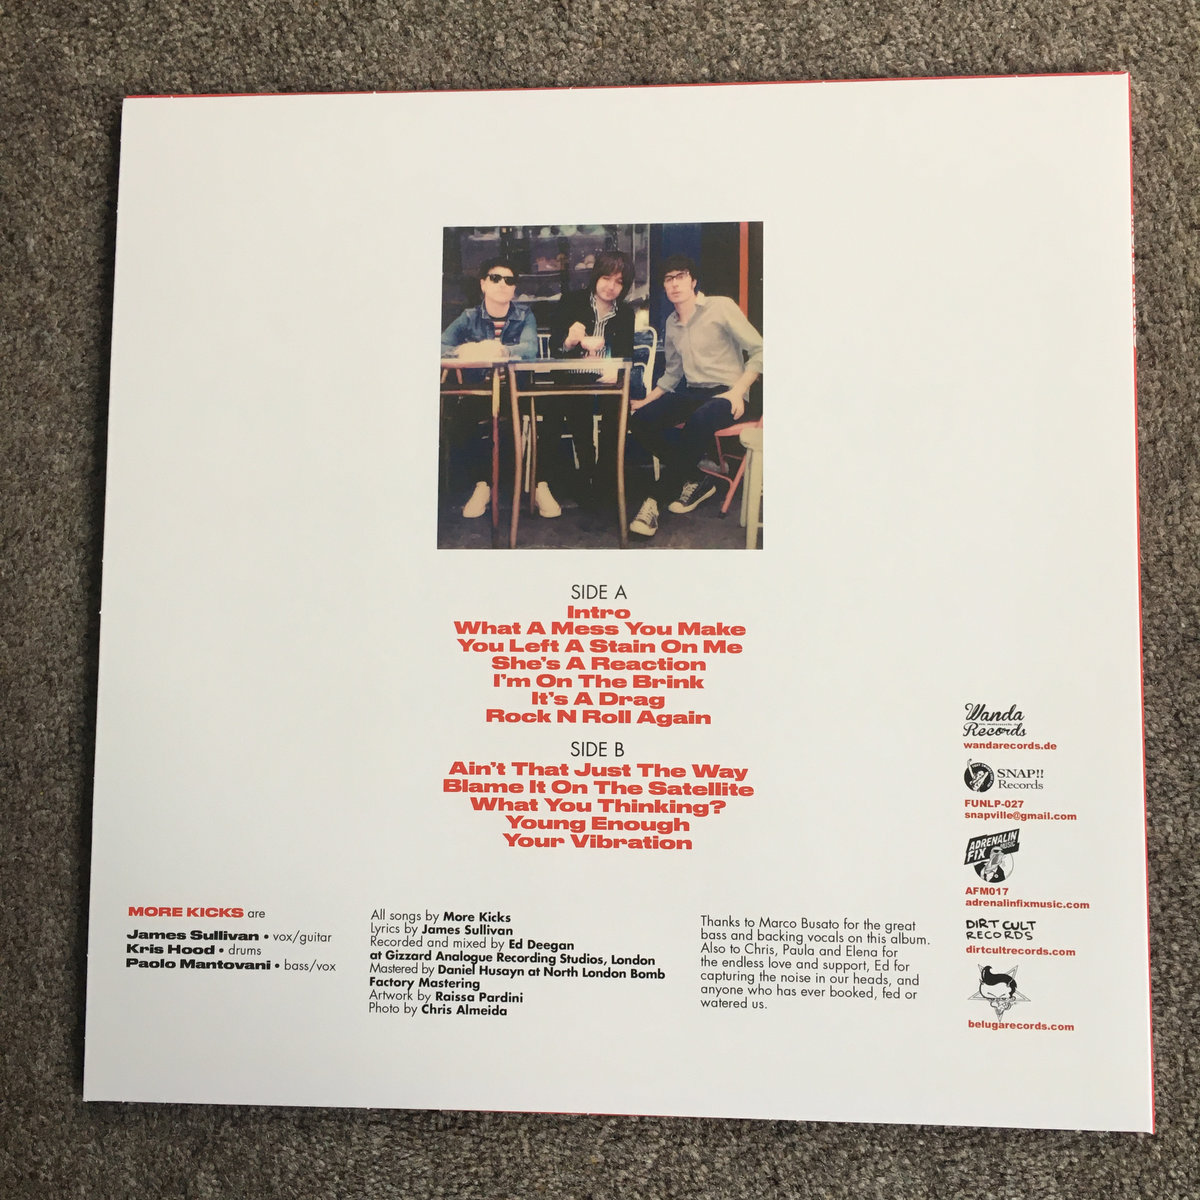 SIDE A
Intro
What A Mess You Make
You Left A Stain On Me
She's A Reaction
I'm On The Brink
It's A Drag
Rock N Roll Again
SIDE B
Ain't That Just The Way
Blame It On The Satellite
What You Thinking?
Young Enough
Your Vibration
MORE KICKS are
James Sullivan • vox/guitar
Kris Hood • drums
Paolo Mantovani • bass/vox
All songs by More Kicks
Lyrics by James Sullivan
Recorded and mixed by Ed Deegan
at Gizzard Analogue Recording Studios, London
Mastered by Daniel Husayn at North London Bomb
Factory Mastering
Artwork by Raissa Pardini
Photo by Chris Almeida
Thanks to Marco Busato for the great
bass and backing vocals on this album.
Also to Chris, Paula and Elena for
the endless love and support, Ed for
capturing the noise in our heads, and
anyone who has ever booked, fed or
watered us.
Wanda
Records
wandarecords.de
SNAP!!
Records
FUNLP-027
snapville@gmail.com
ADRENALIN
FIX MUSIC
AFM017
adrenalinfixmusic.com
DIRT CULT
RECORDS
dirtcultrecords.com
belugarecords.com